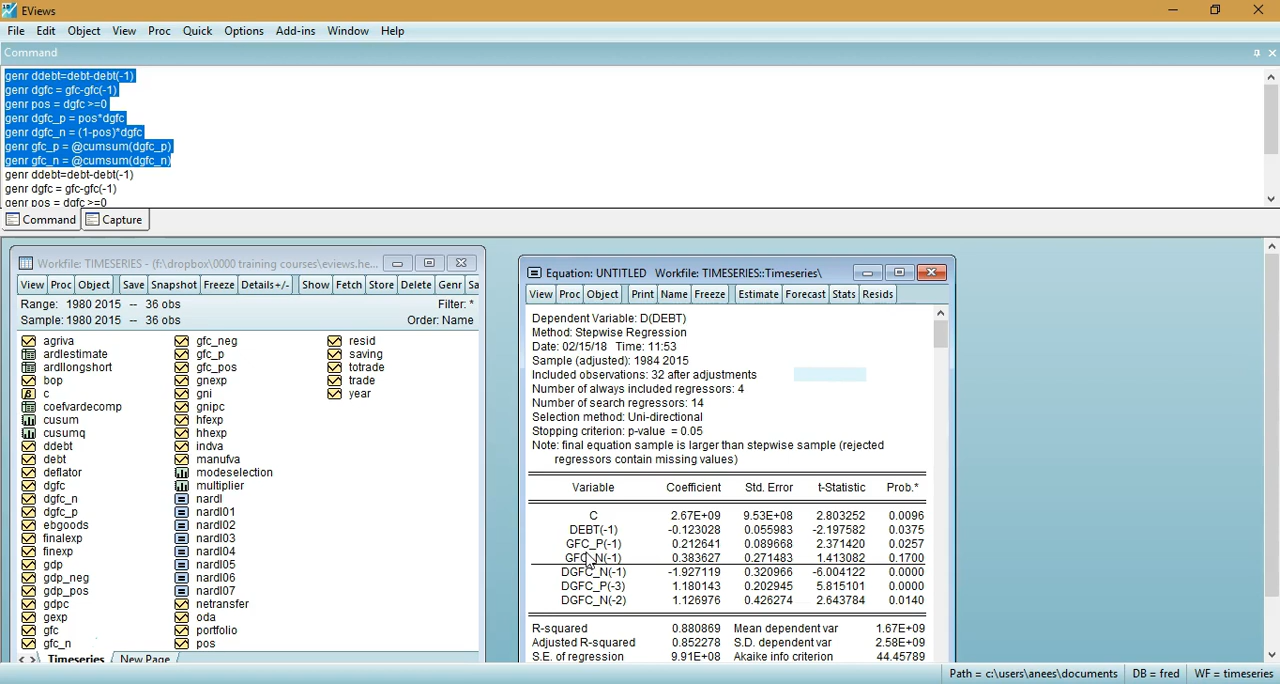 EViews
File Edit Object View Proc Quick Options Add-ins Window Help
Command
genr ddebt=debt-debt(-1)
genr dgfc = gfc-gfc(-1)
genr pos = dgfc >=0
genr dgfc_p = pos*dgfc
genr dgfc_n = (1-pos)*dgfc
genr gfc_p = @cumsum(dgfc_p)
genr gfc_n = @cumsum(dgfc_n)
genr ddebt=debt-debt(-1)
genr dgfc = gfc-gfc(-1)
genr pos = dgfc >=0
Command Capture
Workfile: TIMESERIES - (f:\dropbox\0000 training courses\eviews.he...
View Proc Object Save Snapshot Freeze Details+/- Show Fetch Store Delete Genr Sa
Range: 1980 2015 -- 36 obs Filter: *
Sample: 1980 2015 -- 36 obs Order: Name
agriva
ardlestimate
ardllongshort
bop
c
coefvardecomp
cusum
cusumq
ddebt
debt
deflator
dgfc
dgfc_n
dgfc_p
ebgoods
finalexp
finexp
gdp
gdp_neg
gdp_pos
gdpc
gexp
gfc
gfc_n
gfc_neg
gfc_p
gfc_pos
gnexp
gni
gnipc
hfexp
hhexp
indva
manufva
modeselection
multiplier
nardl
nardl01
nardl02
nardl03
nardl04
nardl05
nardl06
nardl07
netransfer
oda
portfolio
pos
resid
saving
totrade
trade
year
Timeseries New Page
Equation: UNTITLED Workfile: TIMESERIES::Timeseries\
View Proc Object Print Name Freeze Estimate Forecast Stats Resids
Dependent Variable: D(DEBT)
Method: Stepwise Regression
Date: 02/15/18 Time: 11:53
Sample (adjusted): 1984 2015
Included observations: 32 after adjustments
Number of always included regressors: 4
Number of search regressors: 14
Selection method: Uni-directional
Stopping criterion: p-value = 0.05
Note: final equation sample is larger than stepwise sample (rejected
regressors contain missing values)
Variable Coefficient Std. Error t-Statistic Prob.*
C 2.67E+09 9.53E+08 2.803252 0.0096
DEBT(-1) -0.123028 0.055983 -2.197582 0.0375
GFC_P(-1) 0.212641 0.089668 2.371420 0.0257
GFC_N(-1) 0.383627 0.271483 1.413082 0.1700
DGFC_N(-1) -1.927119 0.320966 -6.004122 0.0000
DGFC_P(-3) 1.180143 0.202945 5.815101 0.0000
DGFC_N(-2) 1.126976 0.426274 2.643784 0.0140
R-squared 0.880869 Mean dependent var 1.67E+09
Adjusted R-squared 0.852278 S.D. dependent var 2.58E+09
S.E. of regression 9.91E+08 Akaike info criterion 44.45789
Path = c:\users\anees\documents DB = fred WF = timeseries